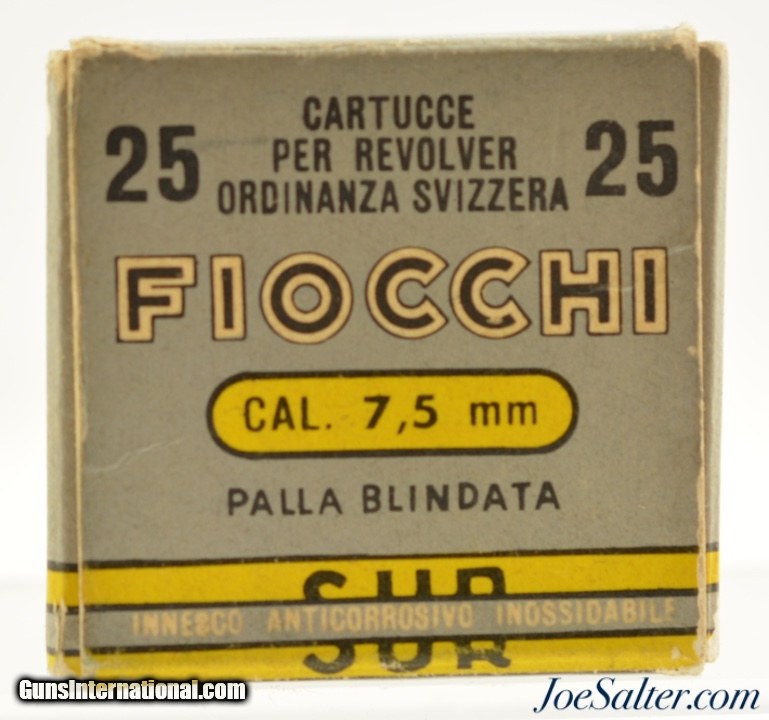 CARTUCCE
25 PER REVOLVER 25
ORDINANZA SVIZZERA
FIOCCHI
CAL. 7,5 mm
PALLA BLINDATA
SUR
INNESCO ANTICORROSIVO INOSSIDABILE
GunsInternational.com
JoeSalter.com